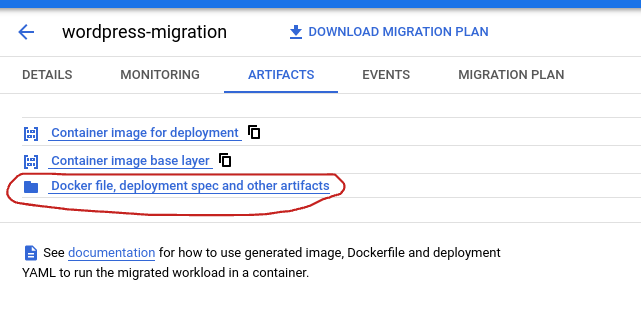 wordpress-migration
DOWNLOAD MIGRATION PLAN
DETAILS MONITORING ARTIFACTS EVENTS MIGRATION PLAN
Container image for deployment
Container image base layer
Docker file, deployment spec and other artifacts
See documentation for how to use generated image, Dockerfile and deployment
YAML to run the migrated workload in a container.